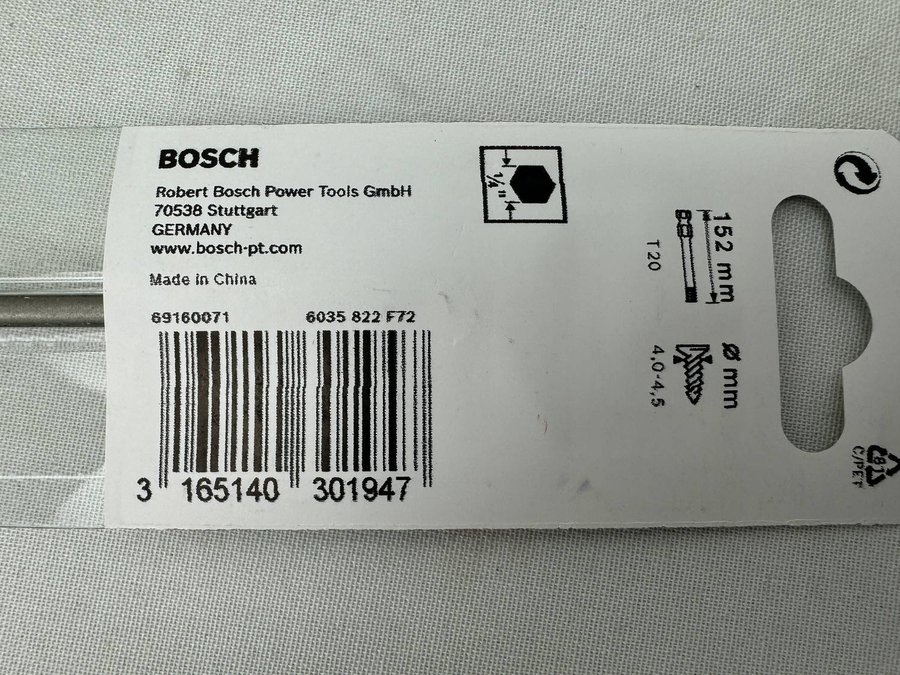 BOSCH
Robert Bosch Power Tools GmbH
70538 Stuttgart
GERMANY
www.bosch-pt.com
Made in China
69160071 6035 822 F72
3 165140 301947
1/4"
152 mm
T20
Ø mm
4,0-4,5
81
C/PET